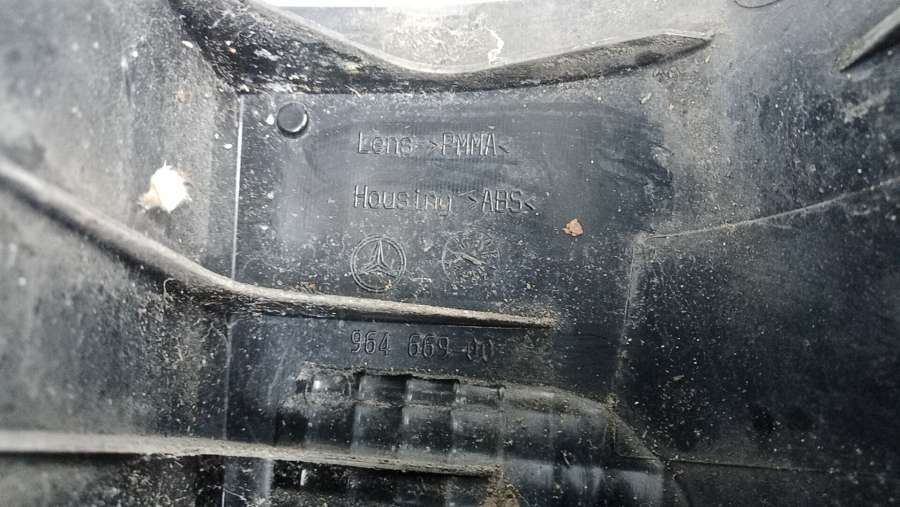 Lens >PMMA<
Housing >ABS<
964 669 00